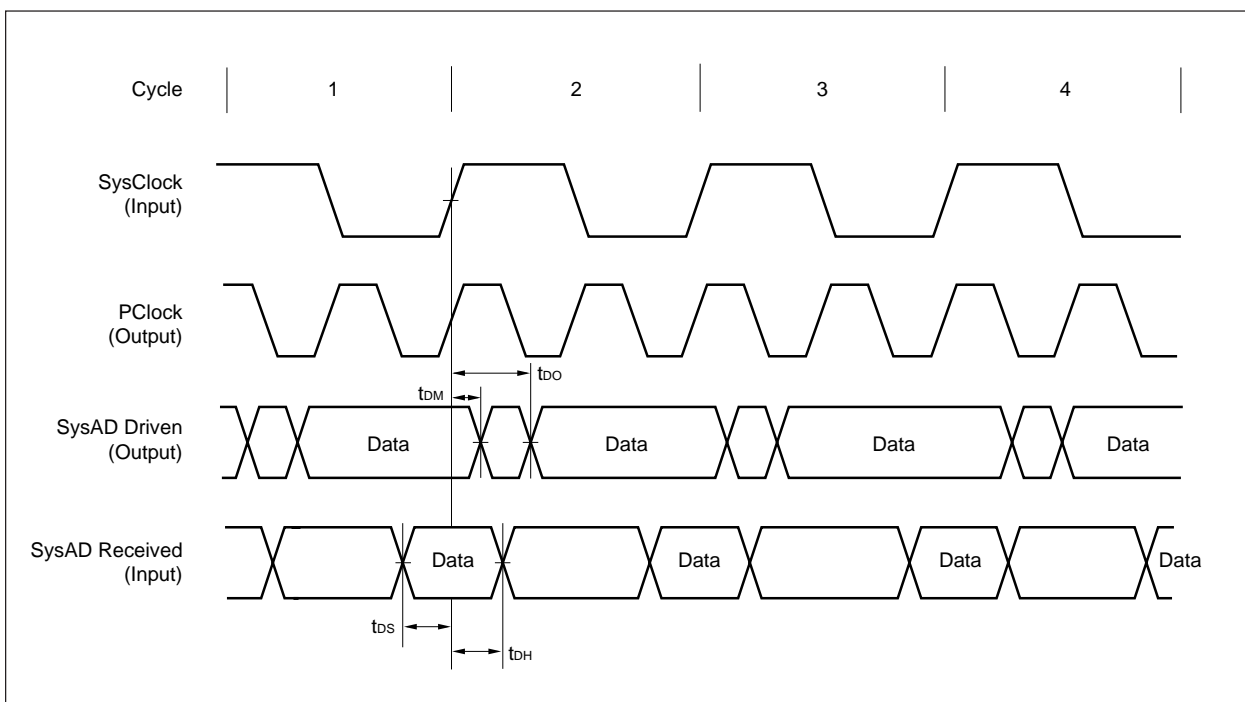 Cycle 1 2 3 4
SysClock
(Input)
PClock
(Output)
tDO
tDM
SysAD Driven
(Output)
Data Data Data Data
SysAD Received
(Input)
Data Data Data Data
tDS
tDH